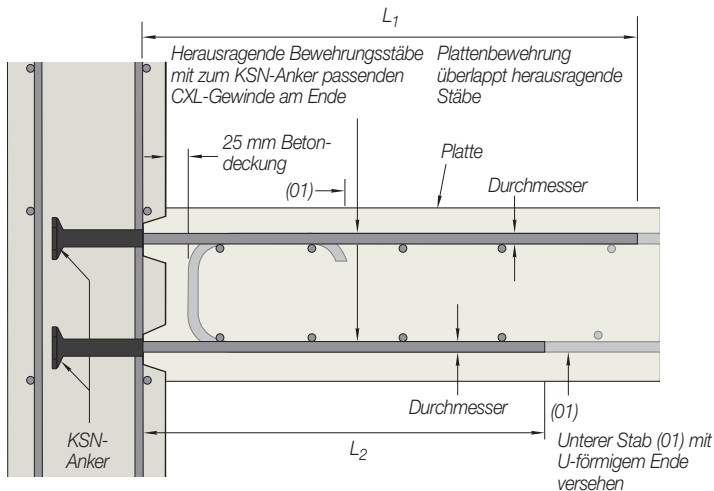 L1
Herausragende Bewehrungsstäbe
mit zum KSN-Anker passenden
CXL-Gewinde am Ende
Plattenbewehrung
überlappt herausragende
Stäbe
25 mm Beton-
deckung
(01)
Platte
Durchmesser
Durchmesser
(01)
KSN-
Anker
L2
Unterer Stab (01) mit
U-förmigem Ende
versehen